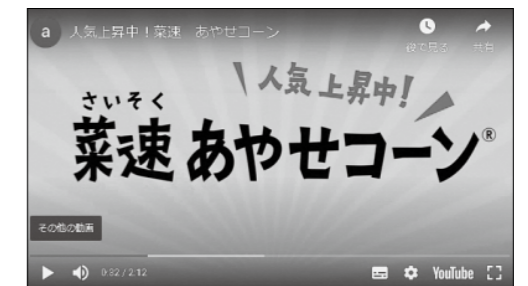 a 人気上昇中！菜速 あやせコーン
後で見る 共有
人気上昇中!
さいそく
菜速 あやせコーン®
その他の動画
0:32 / 2:12 YouTube